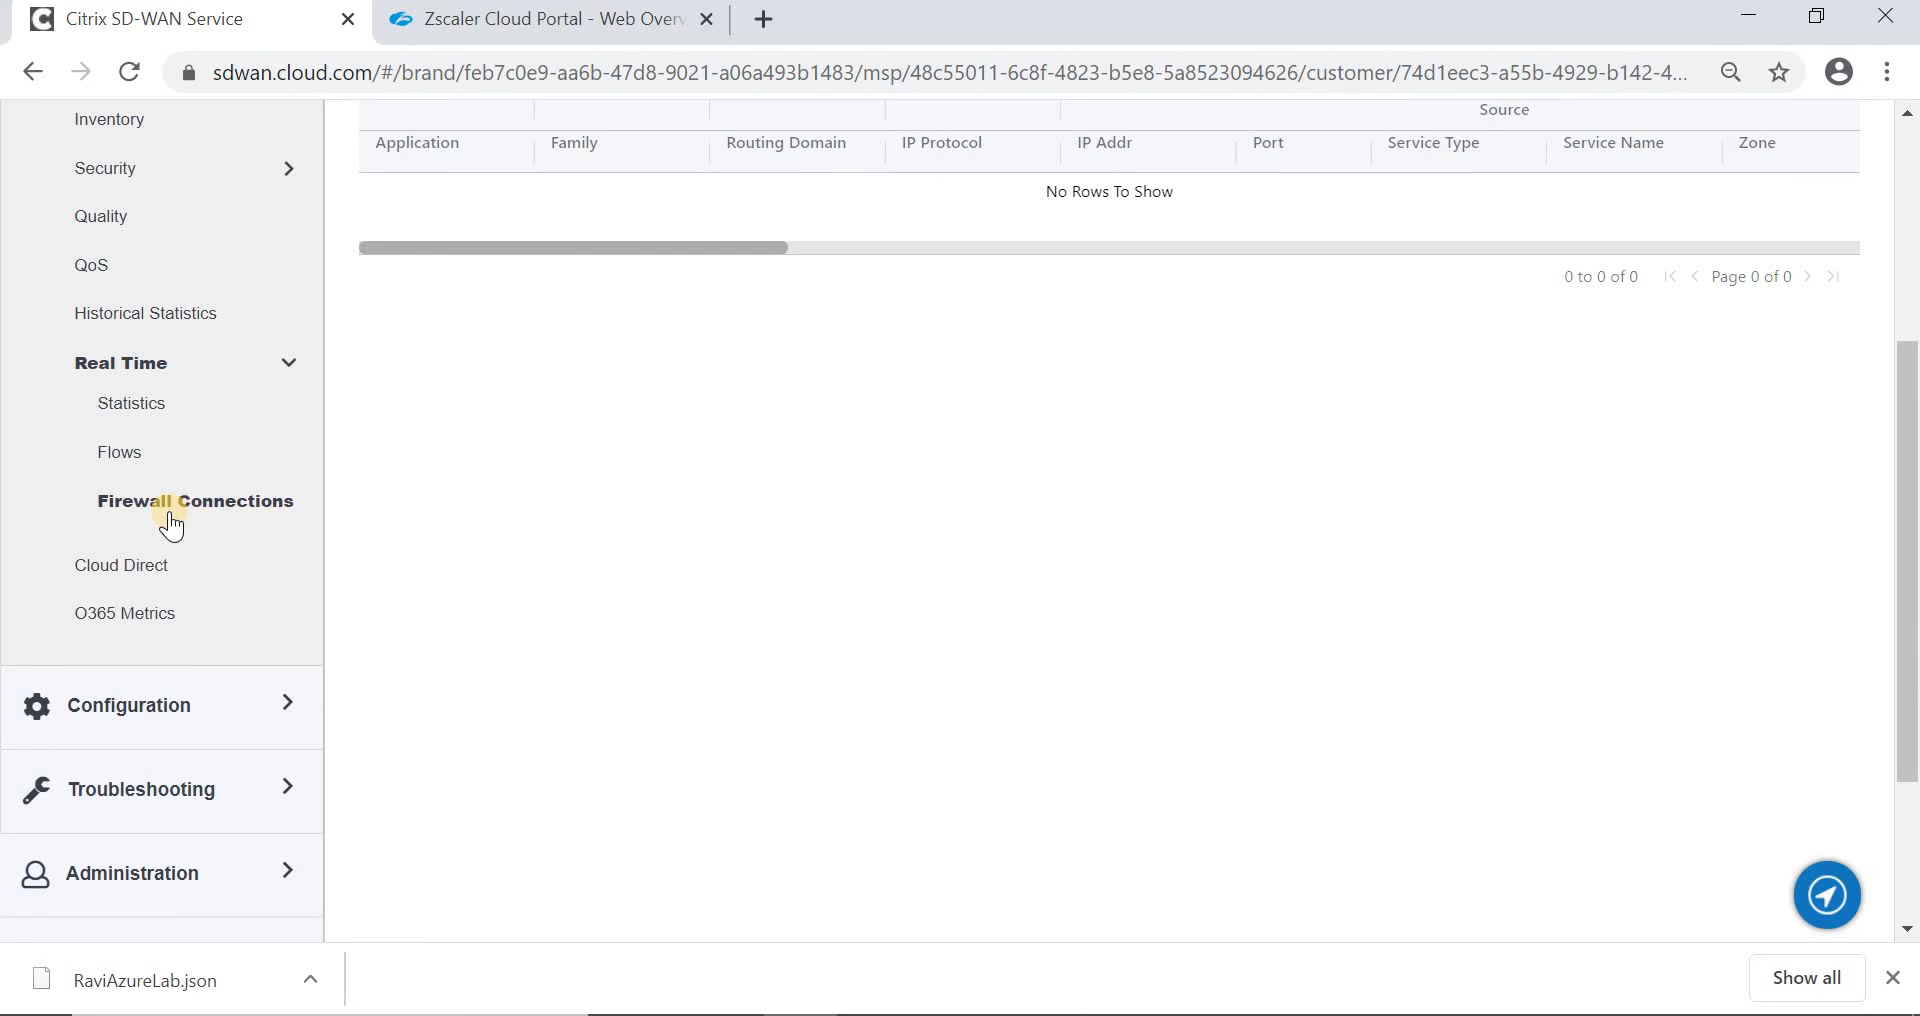 Citrix SD-WAN Service
Zscaler Cloud Portal - Web Over
sdwan.cloud.com/#/brand/feb7c0e9-aa6b-47d8-9021-a06a493b1483/msp/48c55011-6c8f-4823-b5e8-5a8523094626/customer/74d1eec3-a55b-4929-b142-4...
Inventory
Security
Quality
QoS
Historical Statistics
Real Time
Statistics
Flows
Firewall Connections
Cloud Direct
O365 Metrics
Configuration
Troubleshooting
Administration
Source
Application Family Routing Domain IP Protocol IP Addr Port Service Type Service Name Zone
No Rows To Show
0 to 0 of 0 Page 0 of 0
RaviAzureLab.json
Show all